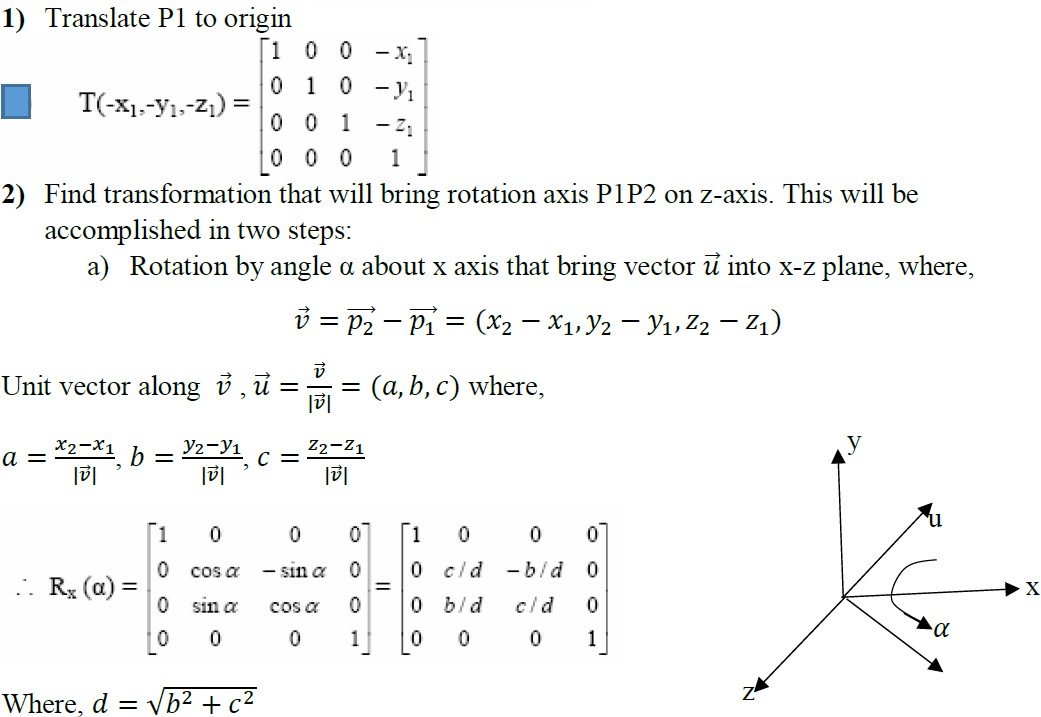 1) Translate P1 to origin
T(-x₁,-y₁,-z₁) = [1 0 0 −x₁
0 1 0 −y₁
0 0 1 −z₁
0 0 0 1]
2) Find transformation that will bring rotation axis P1P2 on z-axis. This will be
accomplished in two steps:
a) Rotation by angle α about x axis that bring vector u⃗ into x-z plane, where,
v⃗ = p₂⃗ − p₁⃗ = (x₂ − x₁, y₂ − y₁, z₂ − z₁)
Unit vector along v⃗ , u⃗ = v⃗/|v⃗| = (a, b, c) where,
a = x₂−x₁/|v⃗|, b = y₂−y₁/|v⃗|, c = z₂−z₁/|v⃗|
∴ Rₓ (α) = [1 0 0 0
0 cos α − sin α 0
0 sin α cos α 0
0 0 0 1] = [1 0 0 0
0 c/d −b/d 0
0 b/d c/d 0
0 0 0 1]
Where, d = √(b² + c²)
y
u
x
α
z